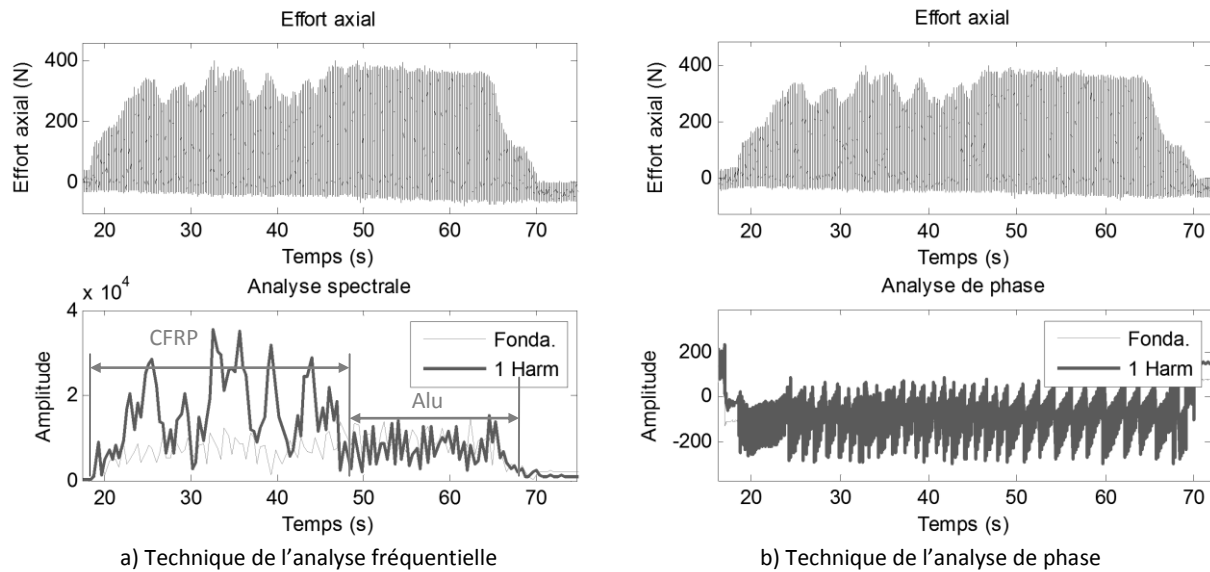 Effort axial
Effort axial (N)
400
200
0
20 30 40 50 60 70
Temps (s)
Analyse spectrale
x 10⁴
Amplitude
4
2
0
CFRP
Alu
Fonda.
1 Harm
20 30 40 50 60 70
Temps (s)
a) Technique de l’analyse fréquentielle
Effort axial
Effort axial (N)
400
200
0
20 30 40 50 60 70
Temps (s)
Analyse de phase
Amplitude
200
0
-200
Fonda.
1 Harm
20 30 40 50 60 70
Temps (s)
b) Technique de l’analyse de phase